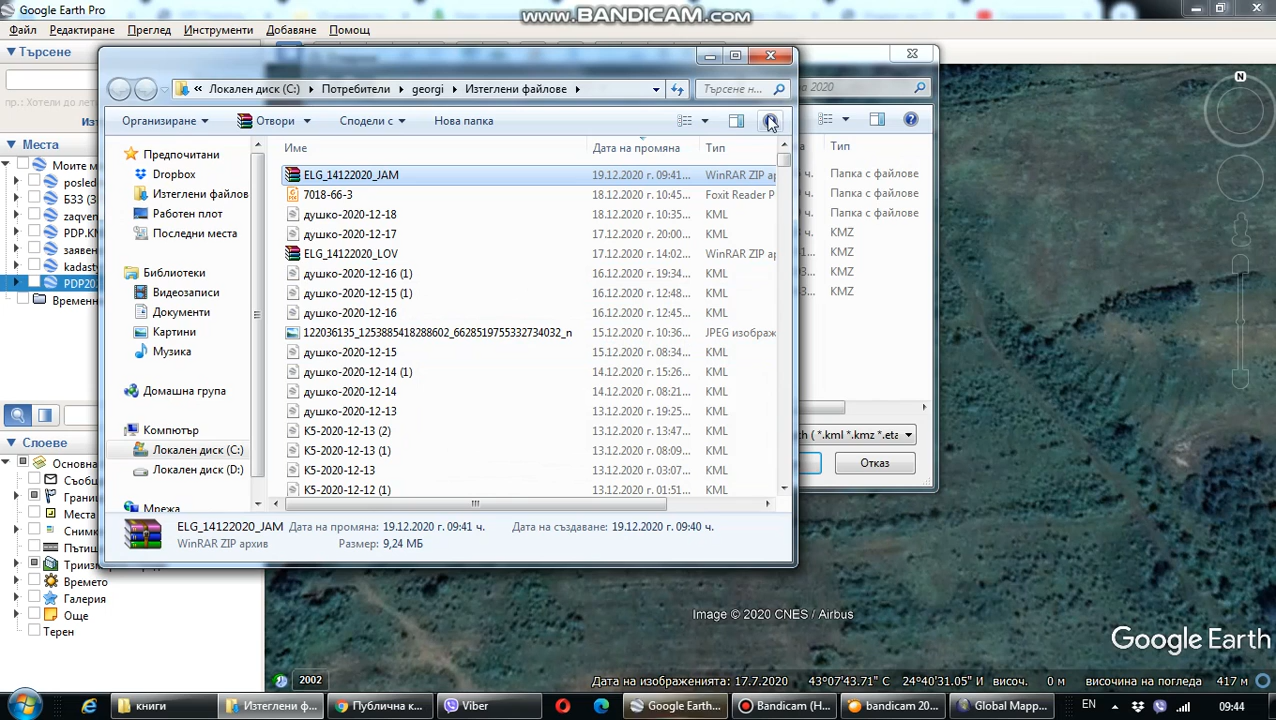 Google Earth Pro
www.BANDICAM.com
Файл Редактиране Преглед Инструменти Добавяне Помощ
Търсене
пр.: Хотели до лети
Места
Моите м
posled
БЗЗ (З
zaqven
PDP.KM
заявен
kadast
PDP20
Временн
Слоеве
Основна
Съобщ
Грани
Места
Снимк
Пътищ
Триизм
Времето
Галерия
Още
Терен
« Локален диск (C:) Потребители georgi Изтеглени файлове
Търсене н...
Организиране Отвори Сподели с Нова папка
Предпочитани
Dropbox
Изтеглени файлов
Работен плот
Последни места
Библиотеки
Видеозаписи
Документи
Картини
Музика
Домашна група
Компютър
Локален диск (C:)
Локален диск (D:)
Мрежа
Име Дата на промяна Тип
ELG_14122020_JAM 19.12.2020 09:41... WinRAR ZIP ар
7018-66-3 18.12.2020 г. 10:45... Foxit Reader P
душко-2020-12-18 18.12.2020 г. 10:35... KML
душко-2020-12-17 17.12.2020 г. 20:00... KML
ELG_14122020_LOV 17.12.2020 г. 14:02... WinRAR ZIP ар
душко-2020-12-16 (1) 16.12.2020 г. 19:34... KML
душко-2020-12-15 (1) 16.12.2020 г. 12:48... KML
душко-2020-12-16 16.12.2020 г. 12:45... KML
122036135_1253885418288602_6628519755332734032_n 15.12.2020 г. 10:36... JPEG изображ
душко-2020-12-15 15.12.2020 г. 08:34... KML
душко-2020-12-14 (1) 14.12.2020 г. 15:26... KML
душко-2020-12-14 14.12.2020 г. 08:21... KML
душко-2020-12-13 13.12.2020 г. 19:25... KML
K5-2020-12-13 (2) 13.12.2020 г. 13:47... KML
K5-2020-12-13 (1) 13.12.2020 г. 08:09... KML
K5-2020-12-13 13.12.2020 г. 03:07... KML
K5-2020-12-12 (1) 13.12.2020 г. 01:51... KML
ELG_14122020_JAM Дата на промяна: 19.12.2020 г. 09:41 ч. Дата на създаване: 19.12.2020 г. 09:40 ч.
WinRAR ZIP архив Размер: 9,24 МБ
2020
Тип
Папка с файлове
Папка с файлове
Папка с файлове
KMZ
KMZ
KMZ
KMZ
th ( *.kml *.kmz *.eta
Отказ
N
Image © 2020 CNES / Airbus
Google Earth
2002 Дата на изображенията: 17.7.2020 43°07'43.71" С 24°40'31.05" И височ. 0 м височина на погледа 417 м
книги Изтеглени ф... Публична к... Viber Google Earth... Bandicam (H... bandicam 20... Global Mapp... EN 09:44